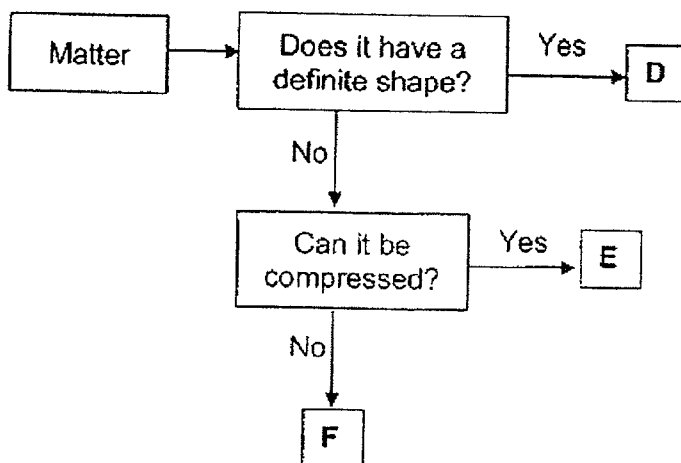 Matter
Does it have a
definite shape?
Yes
D
No
Can it be
compressed?
Yes
E
No
F